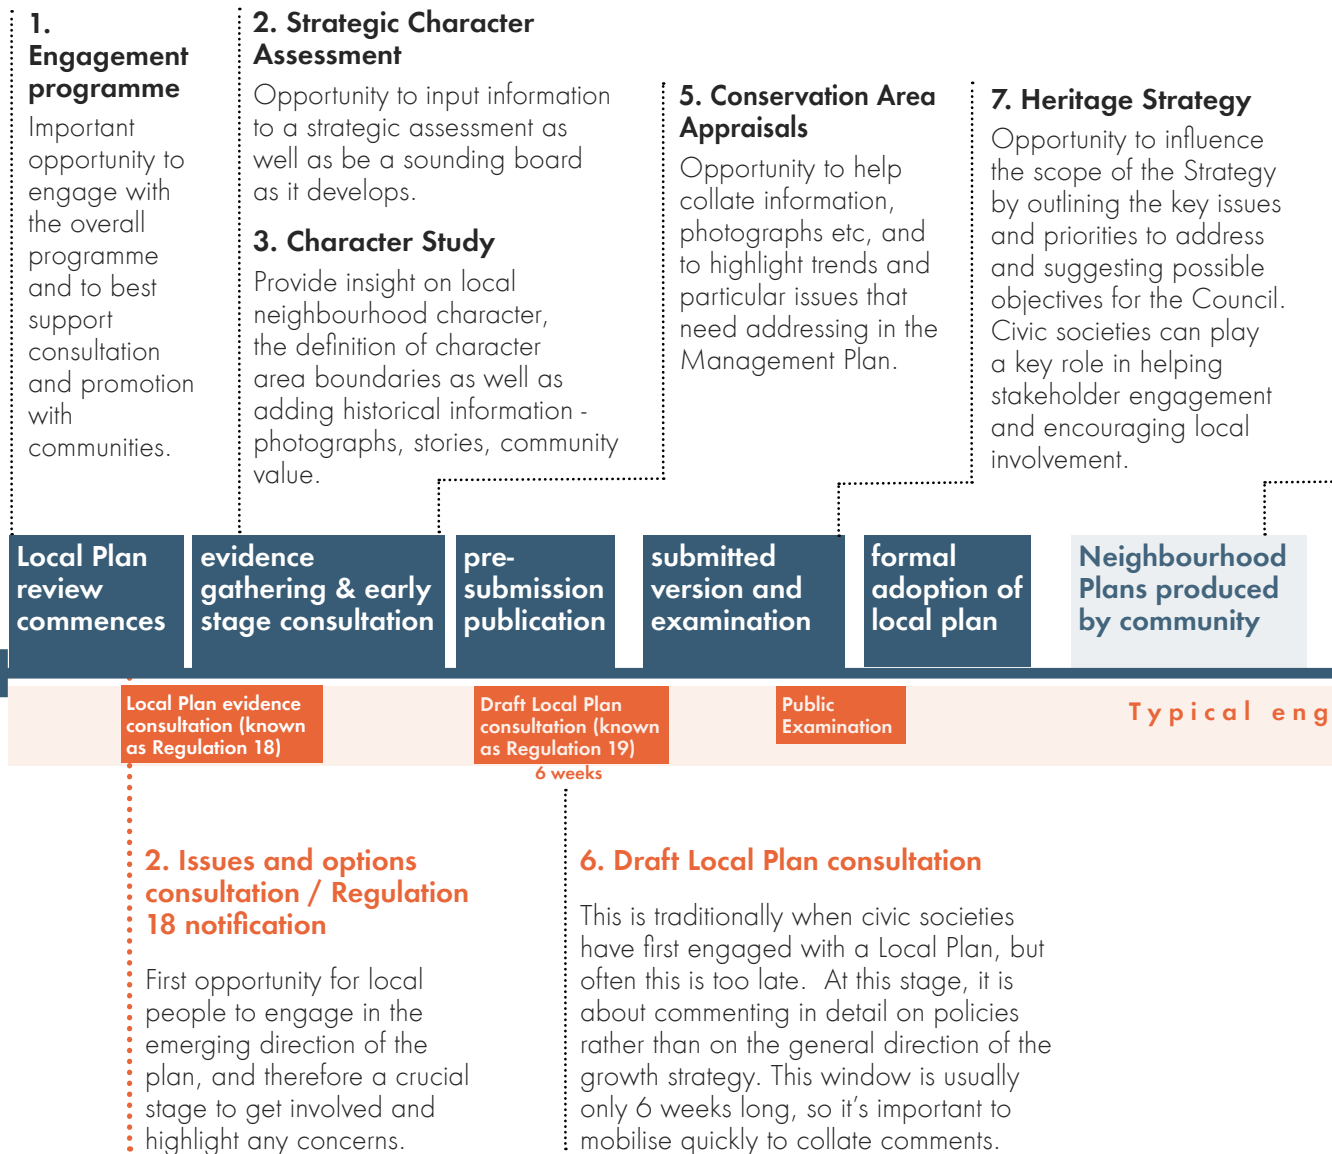 1.
Engagement
programme
Important
opportunity to
engage with
the overall
programme
and to best
support
consultation
and promotion
with
communities.
2. Strategic Character
Assessment
Opportunity to input information
to a strategic assessment as
well as be a sounding board
as it develops.
3. Character Study
Provide insight on local
neighbourhood character,
the definition of character
area boundaries as well as
adding historical information -
photographs, stories, community
value.
5. Conservation Area
Appraisals
Opportunity to help
collate information,
photographs etc, and
to highlight trends and
particular issues that
need addressing in the
Management Plan.
7. Heritage Strategy
Opportunity to influence
the scope of the Strategy
by outlining the key issues
and priorities to address
and suggesting possible
objectives for the Council.
Civic societies can play
a key role in helping
stakeholder engagement
and encouraging local
involvement.
Local Plan
review
commences
evidence
gathering & early
stage consultation
pre-
submission
publication
submitted
version and
examination
formal
adoption of
local plan
Neighbourhood
Plans produced
by community
Local Plan evidence
consultation (known
as Regulation 18)
Draft Local Plan
consultation (known
as Regulation 19)
6 weeks
Public
Examination
Typical eng
2. Issues and options
consultation / Regulation
18 notification
First opportunity for local
people to engage in the
emerging direction of the
plan, and therefore a crucial
stage to get involved and
highlight any concerns.
6. Draft Local Plan consultation
This is traditionally when civic societies
have first engaged with a Local Plan, but
often this is too late. At this stage, it is
about commenting in detail on policies
rather than on the general direction of the
growth strategy. This window is usually
only 6 weeks long, so it's important to
mobilise quickly to collate comments.